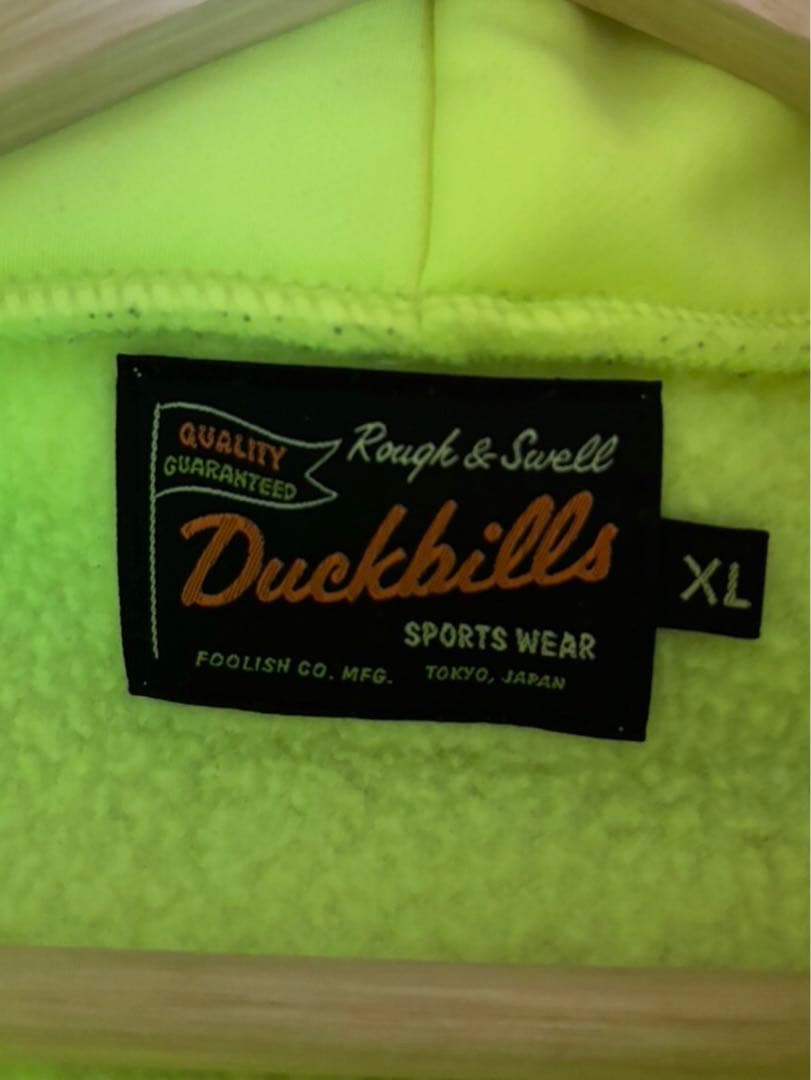 QUALITY
GUARANTEED
Rough & Swell
Duckbills
SPORTS WEAR
FOOLISH CO. MFG. TOKYO, JAPAN
XL